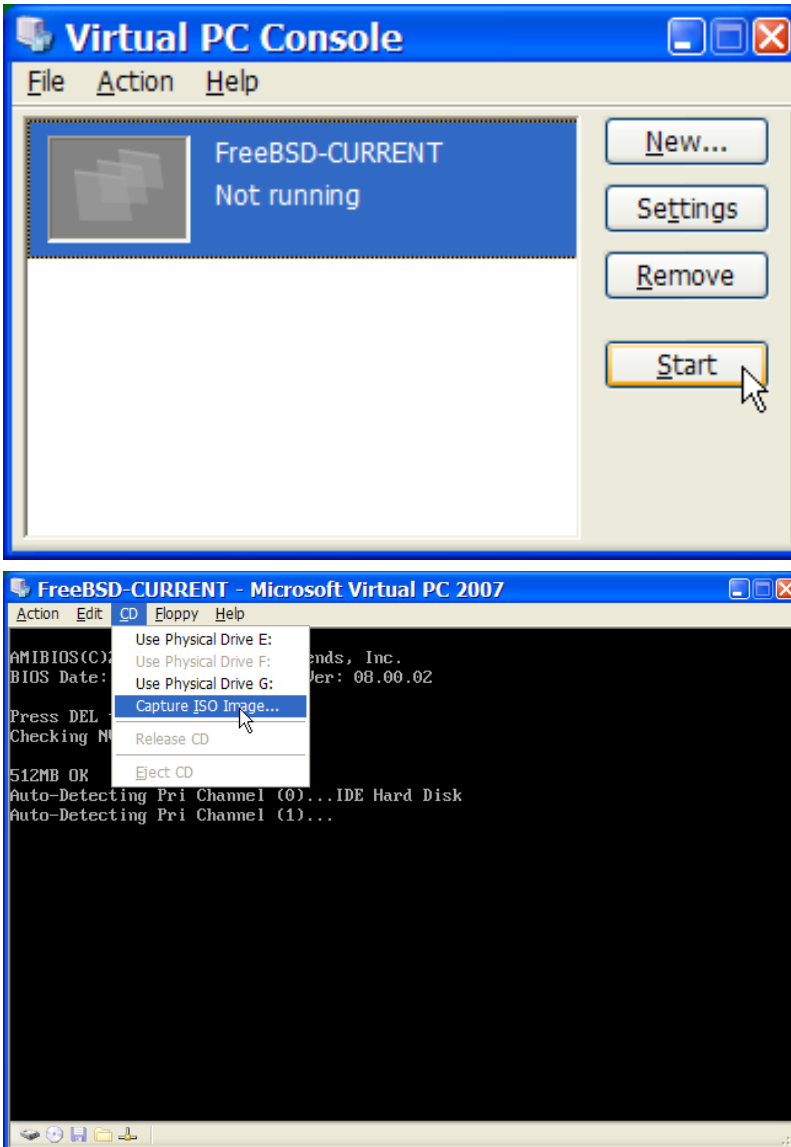 Virtual PC Console
File Action Help
FreeBSD-CURRENT
Not running
New...
Settings
Remove
Start
FreeBSD-CURRENT - Microsoft Virtual PC 2007
Action Edit CD Floppy Help
Use Physical Drive E:
Use Physical Drive F:
Use Physical Drive G:
Capture ISO Image...
Release CD
Eject CD
AMIBIOS(C) Inc.
BIOS Date: 08.00.02
Press DEL
Checking
512MB OK
Auto-Detecting Pri Channel (0)...IDE Hard Disk
Auto-Detecting Pri Channel (1)...